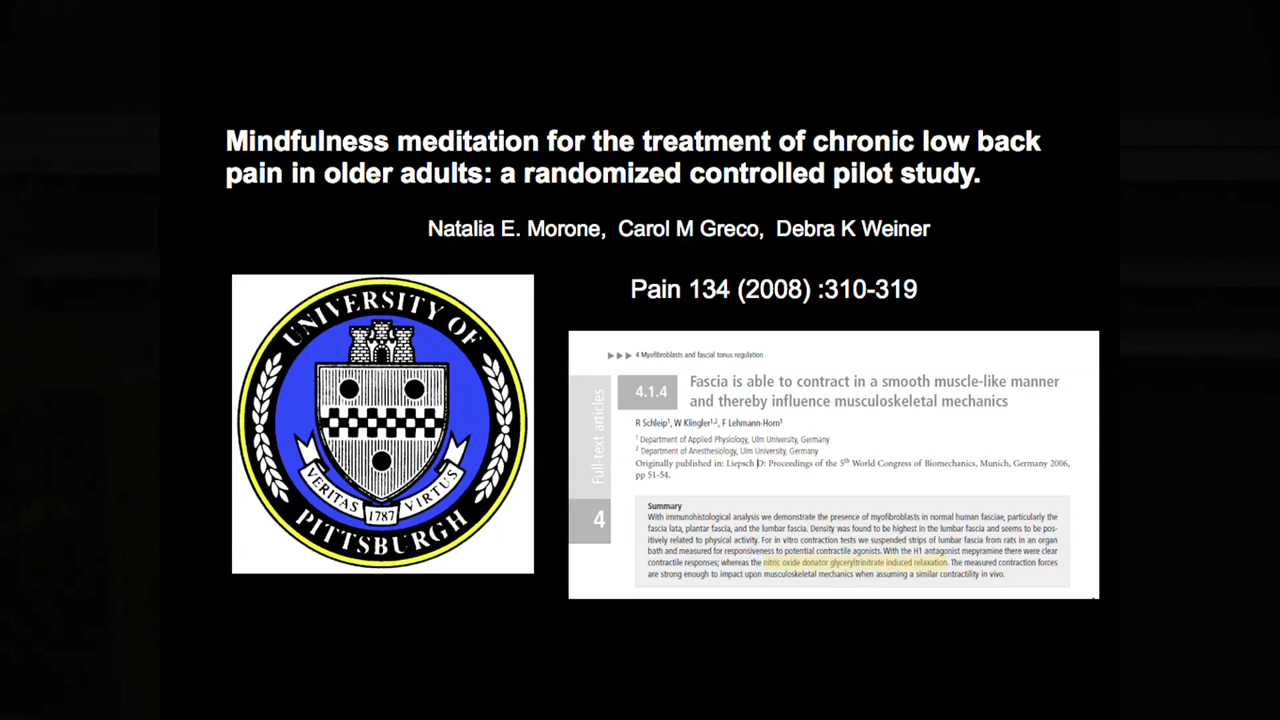 Mindfulness meditation for the treatment of chronic low back
pain in older adults: a randomized controlled pilot study.
Natalia E. Morone,  Carol M Greco,  Debra K Weiner
Pain 134 (2008) :310-319
UNIVERSITY OF
PITTSBURGH
VERITAS
1787
VIRTUS
4 Myofibroblasts and fascial tonus regulation
Full-text articles
4
4.1.4
Fascia is able to contract in a smooth muscle-like manner
and thereby influence musculoskeletal mechanics
R Schleip¹, W Klingler¹˒², F Lehmann-Horn¹
¹ Department of Applied Physiology, Ulm University, Germany
² Department of Anesthesiology, Ulm University, Germany
Originally published in: Liepsch D: Proceedings of the 5th World Congress of Biomechanics, Munich, Germany 2006,
pp 51-54.
Summary
With immunohistological analysis we demonstrate the presence of myofibroblasts in normal human fasciae, particularly the
fascia lata, plantar fascia, and the lumbar fascia. Density was found to be highest in the lumbar fascia and seems to be pos-
itively related to physical activity. For in vitro contraction tests we suspended strips of lumbar fascia from rats in an organ
bath and measured for responsiveness to potential contractile agonists. With the H1 antagonist mepyramine there were clear
contractile responses; whereas the nitric oxide donator glyceryltrinitrate induced relaxation. The measured contraction forces
are strong enough to impact upon musculoskeletal mechanics when assuming a similar contractility in vivo.